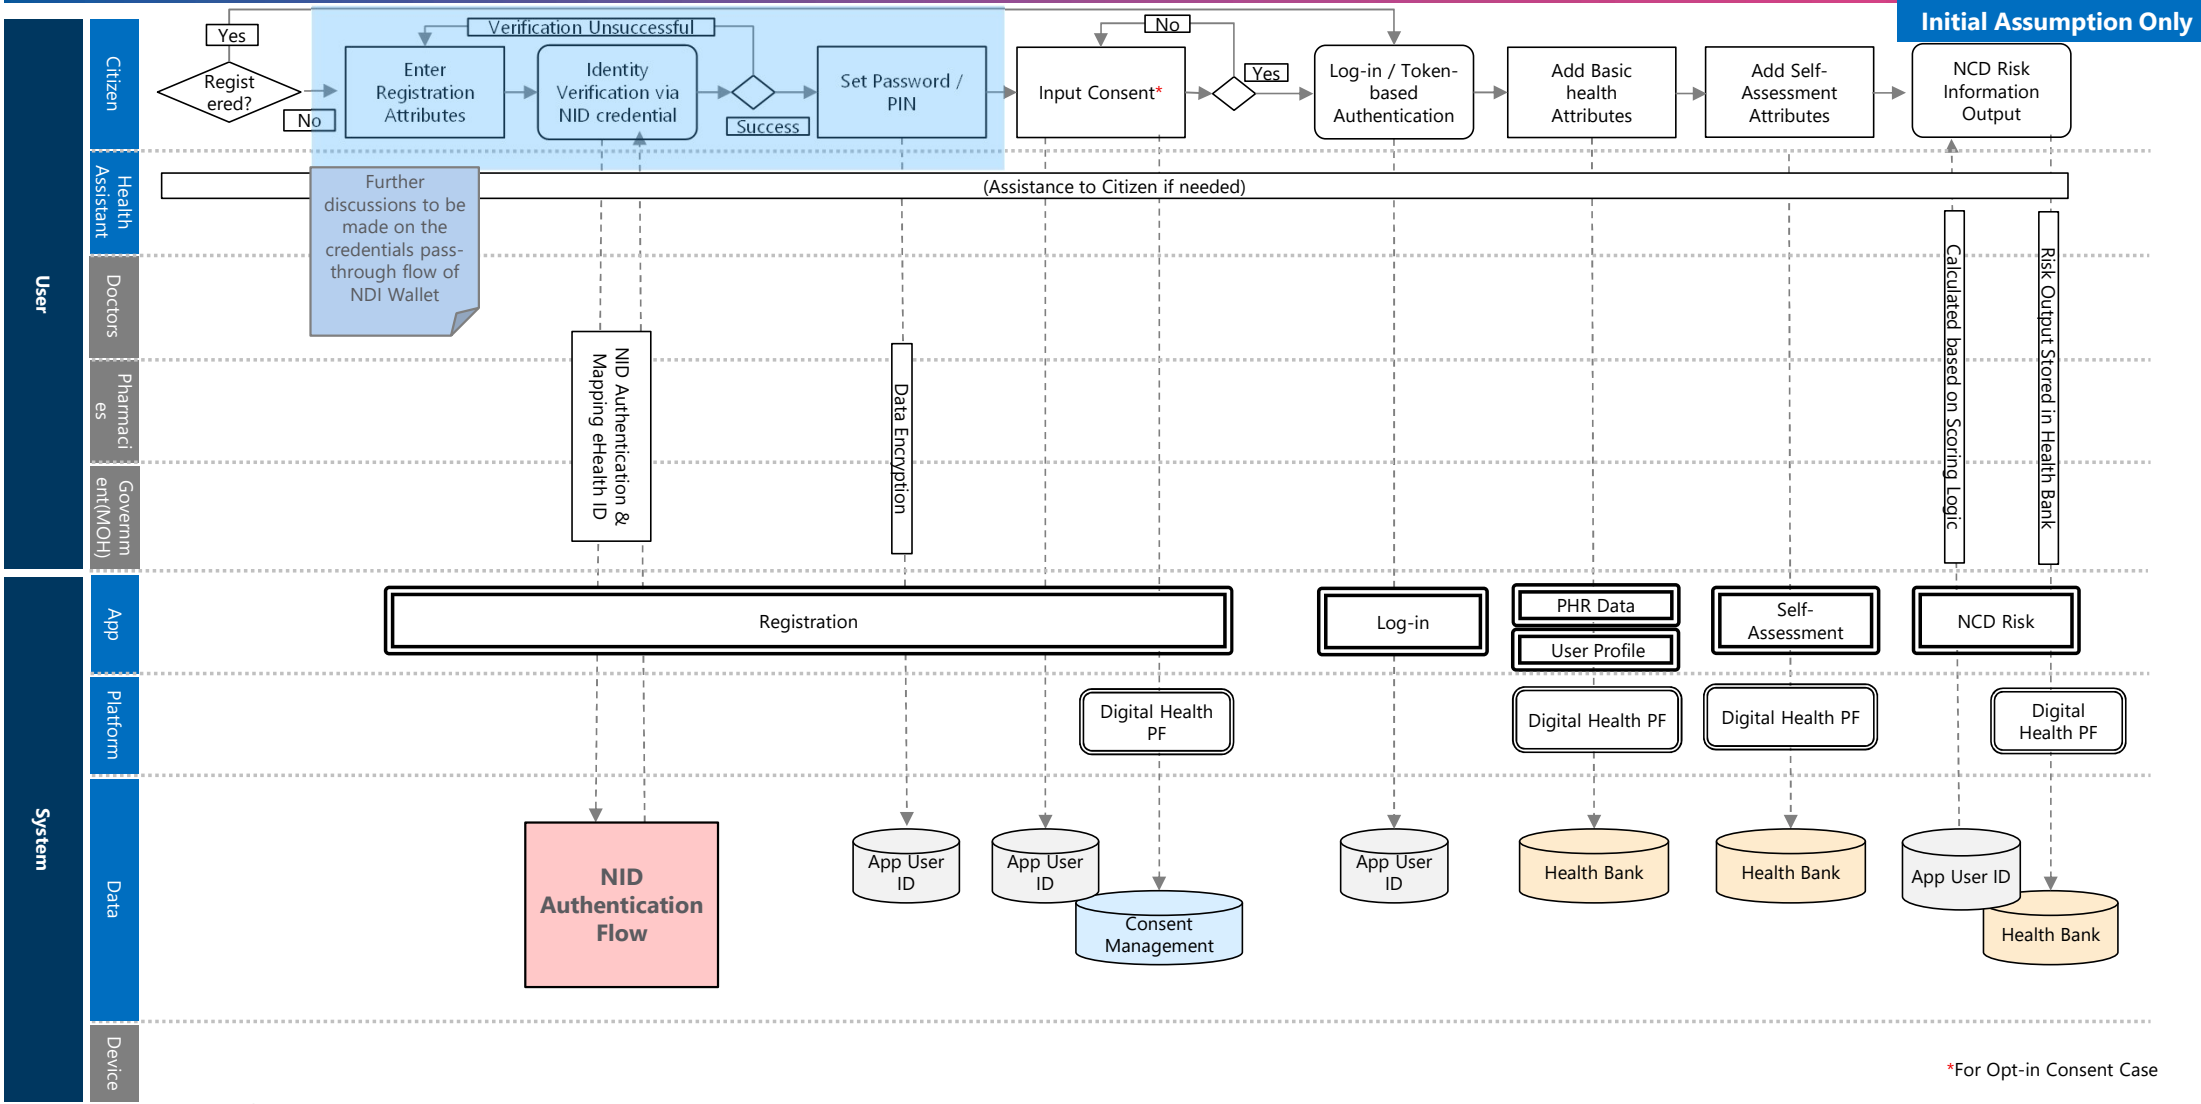 Initial Assumption Only
User
Citizen
Yes
Regist
ered?
No
Verification Unsuccessful
Enter
Registration
Attributes
Identity
Verification via
NID credential
Success
Set Password /
PIN
No
Input Consent*
Yes
Log-in / Token-
based
Authentication
Add Basic
health
Attributes
Add Self-
Assessment
Attributes
NCD Risk
Information
Output
Health
Assistant
(Assistance to Citizen if needed)
Further
discussions to be
made on the
credentials pass-
through flow of
NDI Wallet
Doctors
Pharmaci
es
Governm
ent(MOH)
NID Authentication &
Mapping eHealth ID
Data Encryption
Calculated based on Scoring Logic
Risk Output Stored in Health Bank
System
App
Registration
Log-in
PHR Data
User Profile
Self-
Assessment
NCD Risk
Platform
Digital Health
PF
Digital Health PF
Digital Health PF
Digital
Health PF
Data
NID
Authentication
Flow
App User
ID
App User
ID
Consent
Management
App User
ID
Health Bank
Health Bank
App User ID
Health Bank
Device
*For Opt-in Consent Case